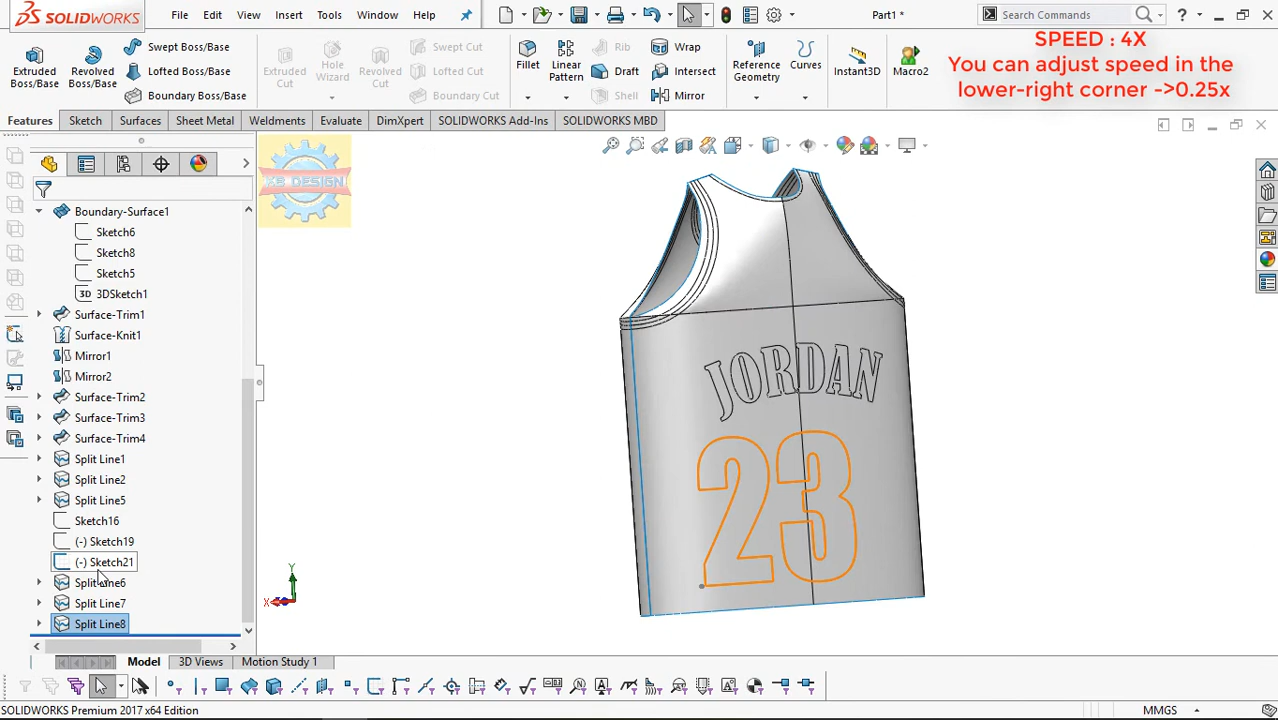 SOLIDWORKS File Edit View Insert Tools Window Help Part1 * Search Commands ?
SPEED : 4X
You can adjust speed in the
lower-right corner ->0.25x
Extruded Boss/Base
Revolved Boss/Base
Swept Boss/Base
Lofted Boss/Base
Boundary Boss/Base
Extruded Cut
Hole Wizard
Revolved Cut
Swept Cut
Lofted Cut
Boundary Cut
Fillet
Linear Pattern
Rib
Draft
Shell
Wrap
Intersect
Mirror
Reference Geometry
Curves
Instant3D
Macro2
Features Sketch Surfaces Sheet Metal Weldments Evaluate DimXpert SOLIDWORKS Add-Ins SOLIDWORKS MBD
KB DESIGN
Boundary-Surface1
Sketch6
Sketch8
Sketch5
3D 3DSketch1
Surface-Trim1
Surface-Knit1
Mirror1
Mirror2
Surface-Trim2
Surface-Trim3
Surface-Trim4
Split Line1
Split Line2
Split Line5
Sketch16
(-) Sketch19
(-) Sketch21
Split Line6
Split Line7
Split Line8
JORDAN
23
Y
X
Model 3D Views Motion Study 1
SOLIDWORKS Premium 2017 x64 Edition MMGS